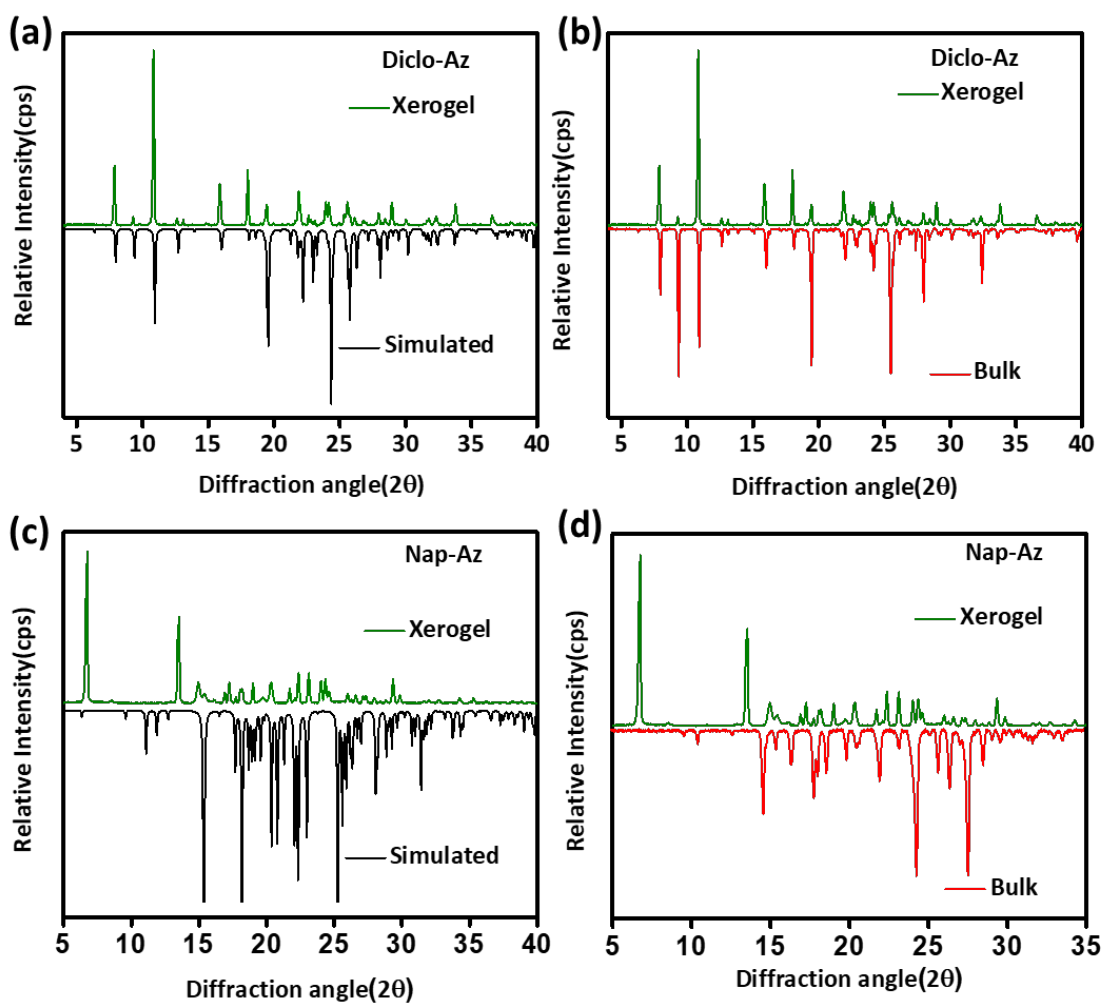 (a)
Diclo-Az
Xerogel
Simulated
Relative Intensity(cps)
5 10 15 20 25 30 35 40
Diffraction angle(2θ)
(b)
Diclo-Az
Xerogel
Bulk
Relative Intensity(cps)
5 10 15 20 25 30 35 40
Diffraction angle(2θ)
(c)
Nap-Az
Xerogel
Simulated
Relative Intensity(cps)
5 10 15 20 25 30 35 40
Diffraction angle(2θ)
(d)
Nap-Az
Xerogel
Bulk
Relative Intensity(cps)
5 10 15 20 25 30 35
Diffraction angle(2θ)